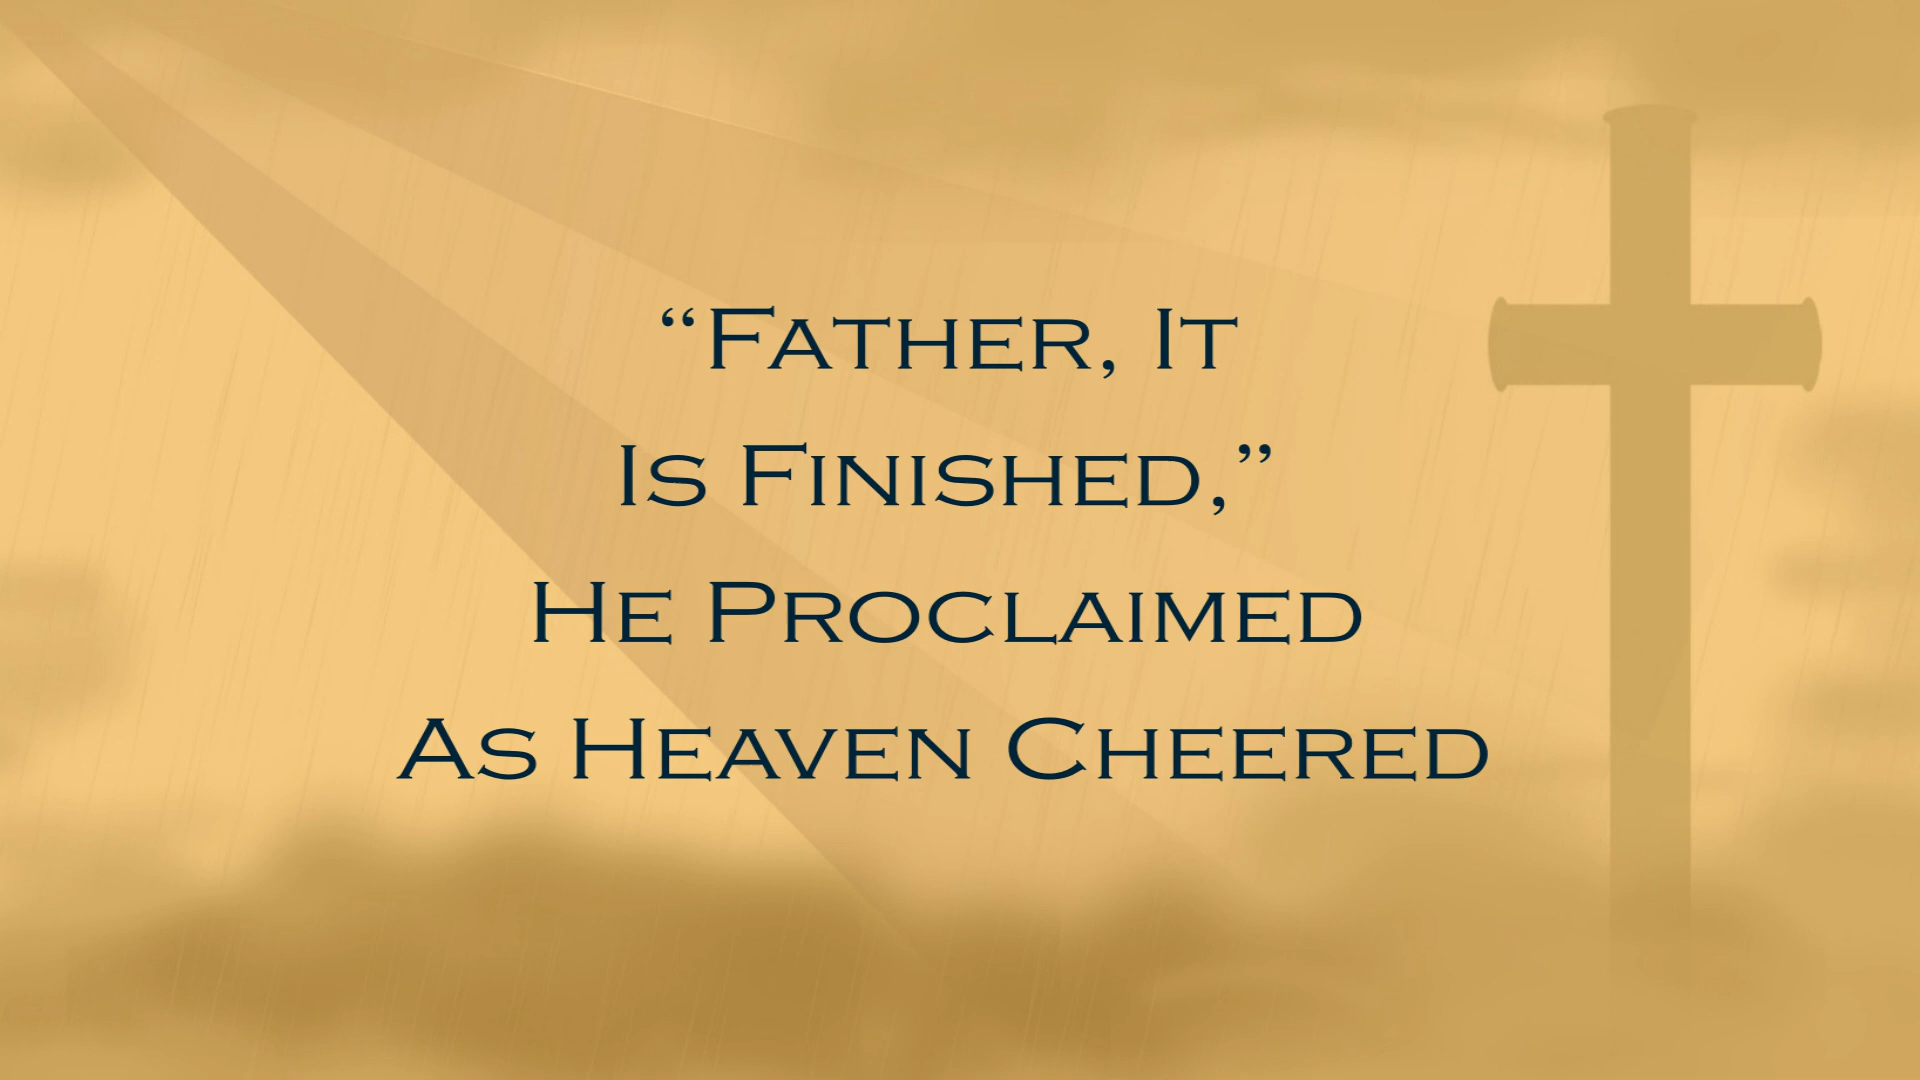 “Father, It
Is Finished,”
He Proclaimed
As Heaven Cheered